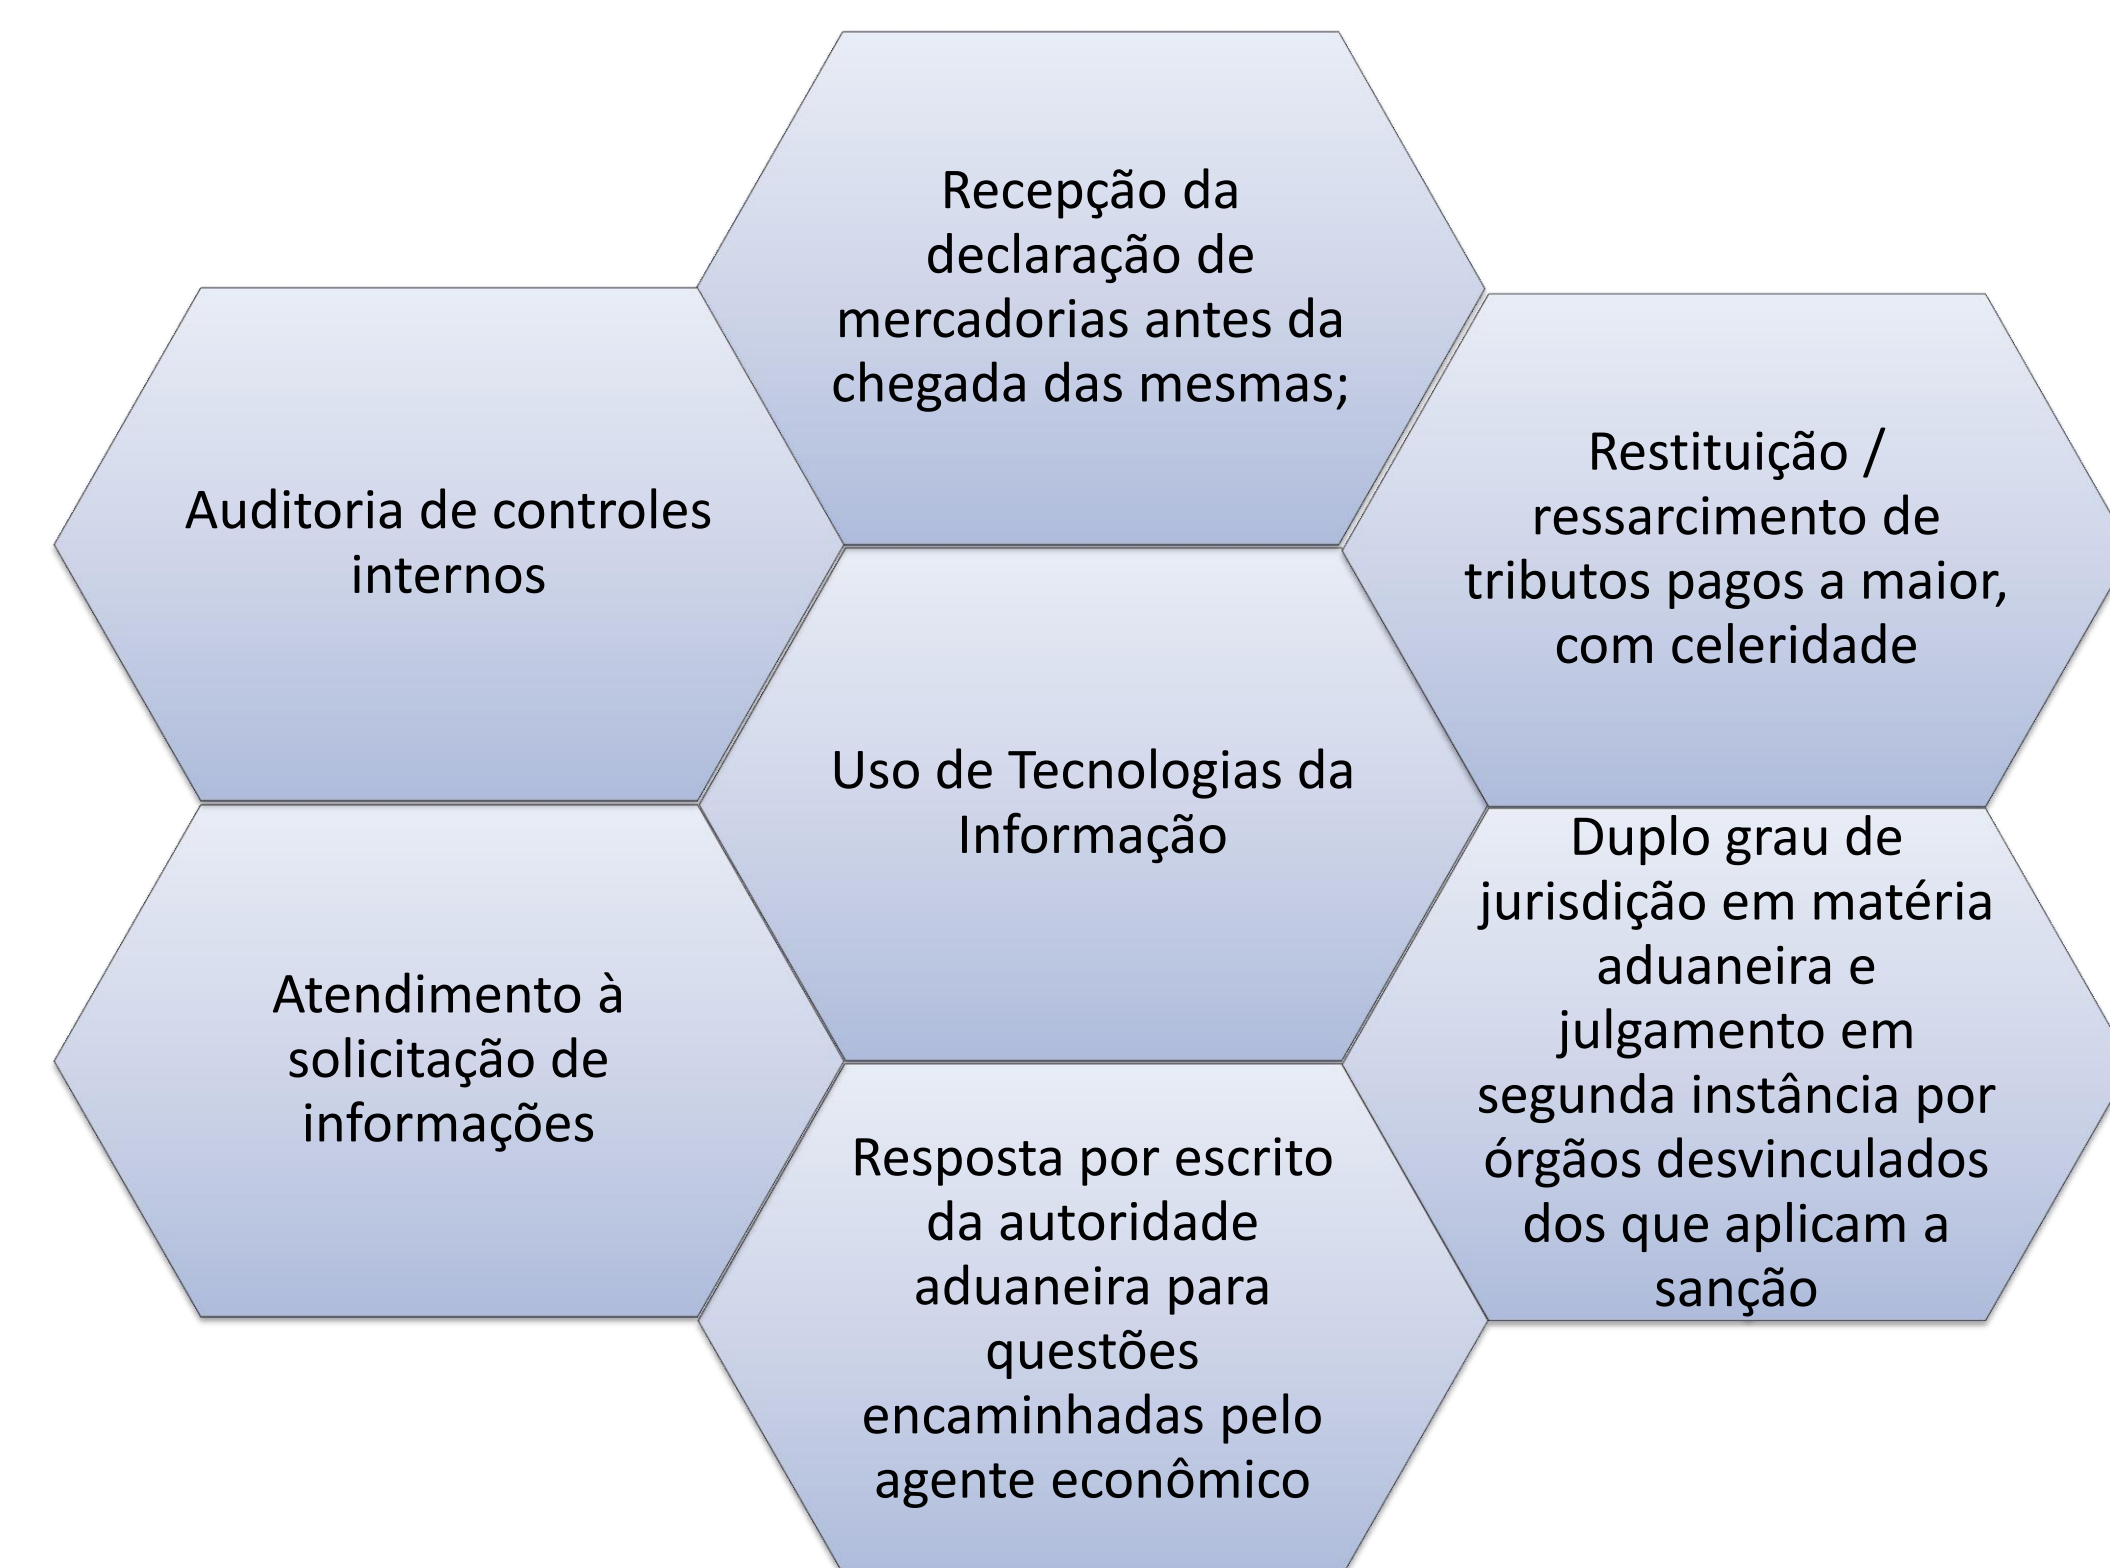 Recepção da
declaração de
mercadorias antes da
chegada das mesmas;
Auditoria de controles
internos
Restituição /
ressarcimento de
tributos pagos a maior,
com celeridade
Uso de Tecnologias da
Informação
Atendimento à
solicitação de
informações
Duplo grau de
jurisdição em matéria
aduaneira e
julgamento em
segunda instância por
órgãos desvinculados
dos que aplicam a
sanção
Resposta por escrito
da autoridade
aduaneira para
questões
encaminhadas pelo
agente econômico